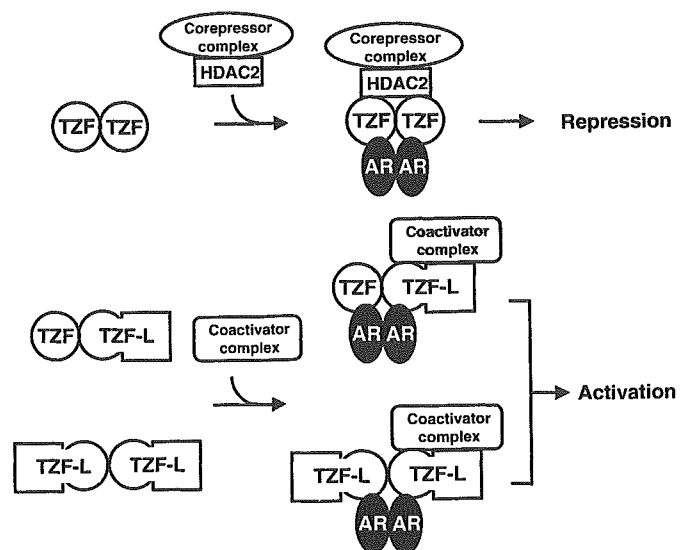 Corepressor
complex
HDAC2
Corepressor
complex
HDAC2
TZF TZF
TZF TZF
AR AR
Repression
Coactivator
complex
TZF TZF-L
AR AR
TZF TZF-L
Coactivator
complex
Activation
Coactivator
complex
TZF-L TZF-L
TZF-L TZF-L
AR AR